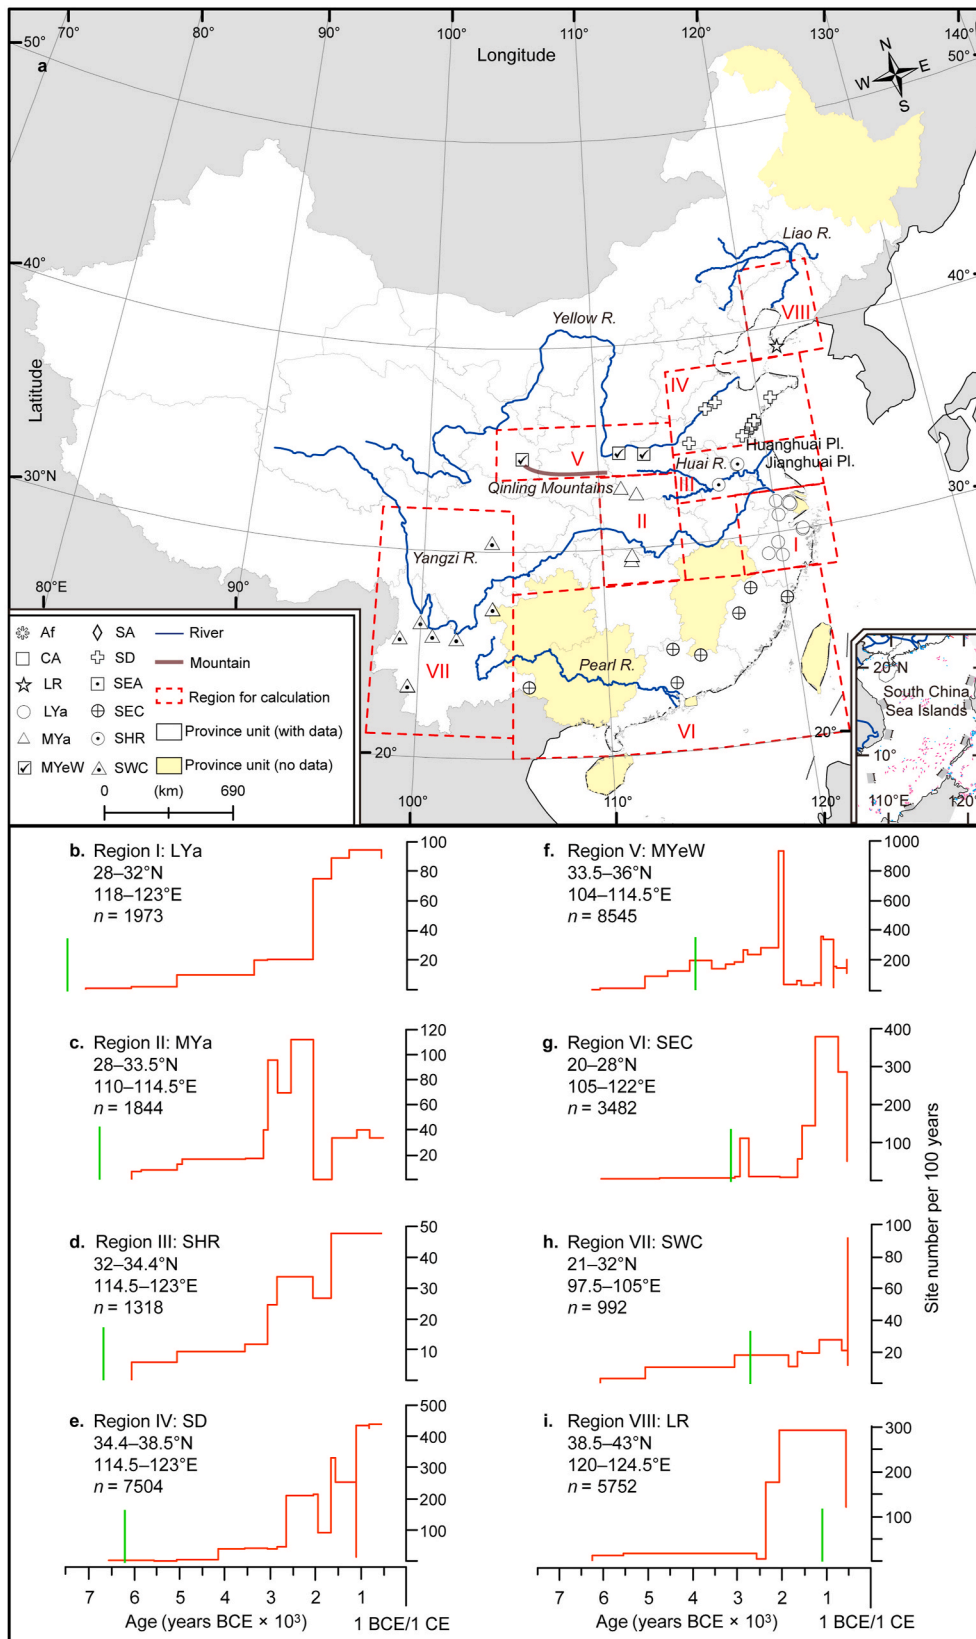 70° 80° 90° 100° 110° 120° 130° 140°
50° 50°
Longitude
a
N
W E
S
Liao R.
40° 40°
VIII
Yellow R.
Latitude
IV
Huanghuai Pl.
V
Huai R.
Jianghuai Pl.
III
30°N 30°
Qinling Mountains
II
I
Yangzi R.
80°E 90°
VII
Pearl R.
VI
20° 20°
100° 110° 120°
Af SA River
CA SD Mountain
LR SEA Region for calculation
LYa SEC Province unit (with data)
MYa SHR Province unit (no data)
MYeW SWC
0 (km) 690
20°N
South China
Sea Islands
10°
110°E 120°
b. Region I: LYa
28–32°N
118–123°E
n = 1973
100
80
60
40
20
c. Region II: MYa
28–33.5°N
110–114.5°E
n = 1844
120
100
80
60
40
20
d. Region III: SHR
32–34.4°N
114.5–123°E
n = 1318
50
40
30
20
10
e. Region IV: SD
34.4–38.5°N
114.5–123°E
n = 7504
500
400
300
200
100
7 6 5 4 3 2 1
Age (years BCE × 10³) 1 BCE/1 CE
f. Region V: MYeW
33.5–36°N
104–114.5°E
n = 8545
1000
800
600
400
200
g. Region VI: SEC
20–28°N
105–122°E
n = 3482
400
300
200
100
h. Region VII: SWC
21–32°N
97.5–105°E
n = 992
100
80
60
40
20
i. Region VIII: LR
38.5–43°N
120–124.5°E
n = 5752
300
200
100
7 6 5 4 3 2 1
Age (years BCE × 10³) 1 BCE/1 CE
Site number per 100 years